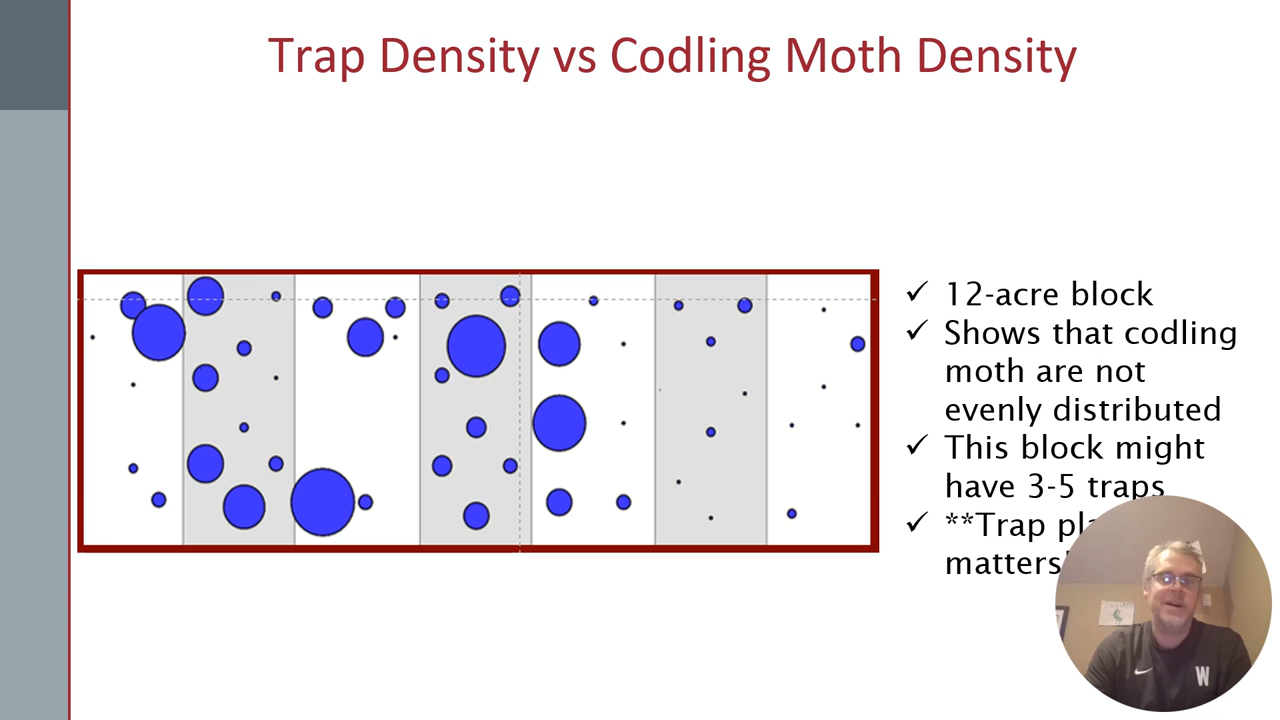 Trap Density vs Codling Moth Density
✓ 12-acre block
✓ Shows that codling
moth are not
evenly distributed
✓ This block might
have 3-5 traps
✓ **Trap
matters
W